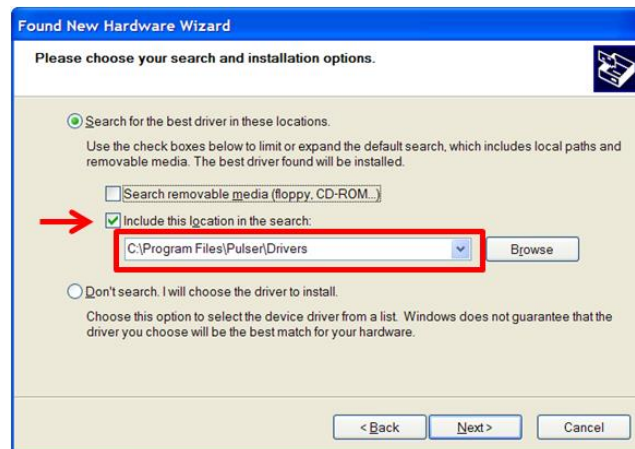 Found New Hardware Wizard
Please choose your search and installation options.
Search for the best driver in these locations.
Use the check boxes below to limit or expand the default search, which includes local paths and
removable media. The best driver found will be installed.
Search removable media (floppy, CD-ROM...)
Include this location in the search:
C:\Program Files\Pulser\Drivers
Browse
Don't search. I will choose the driver to install.
Choose this option to select the device driver from a list. Windows does not guarantee that the
driver you choose will be the best match for your hardware.
< Back
Next >
Cancel